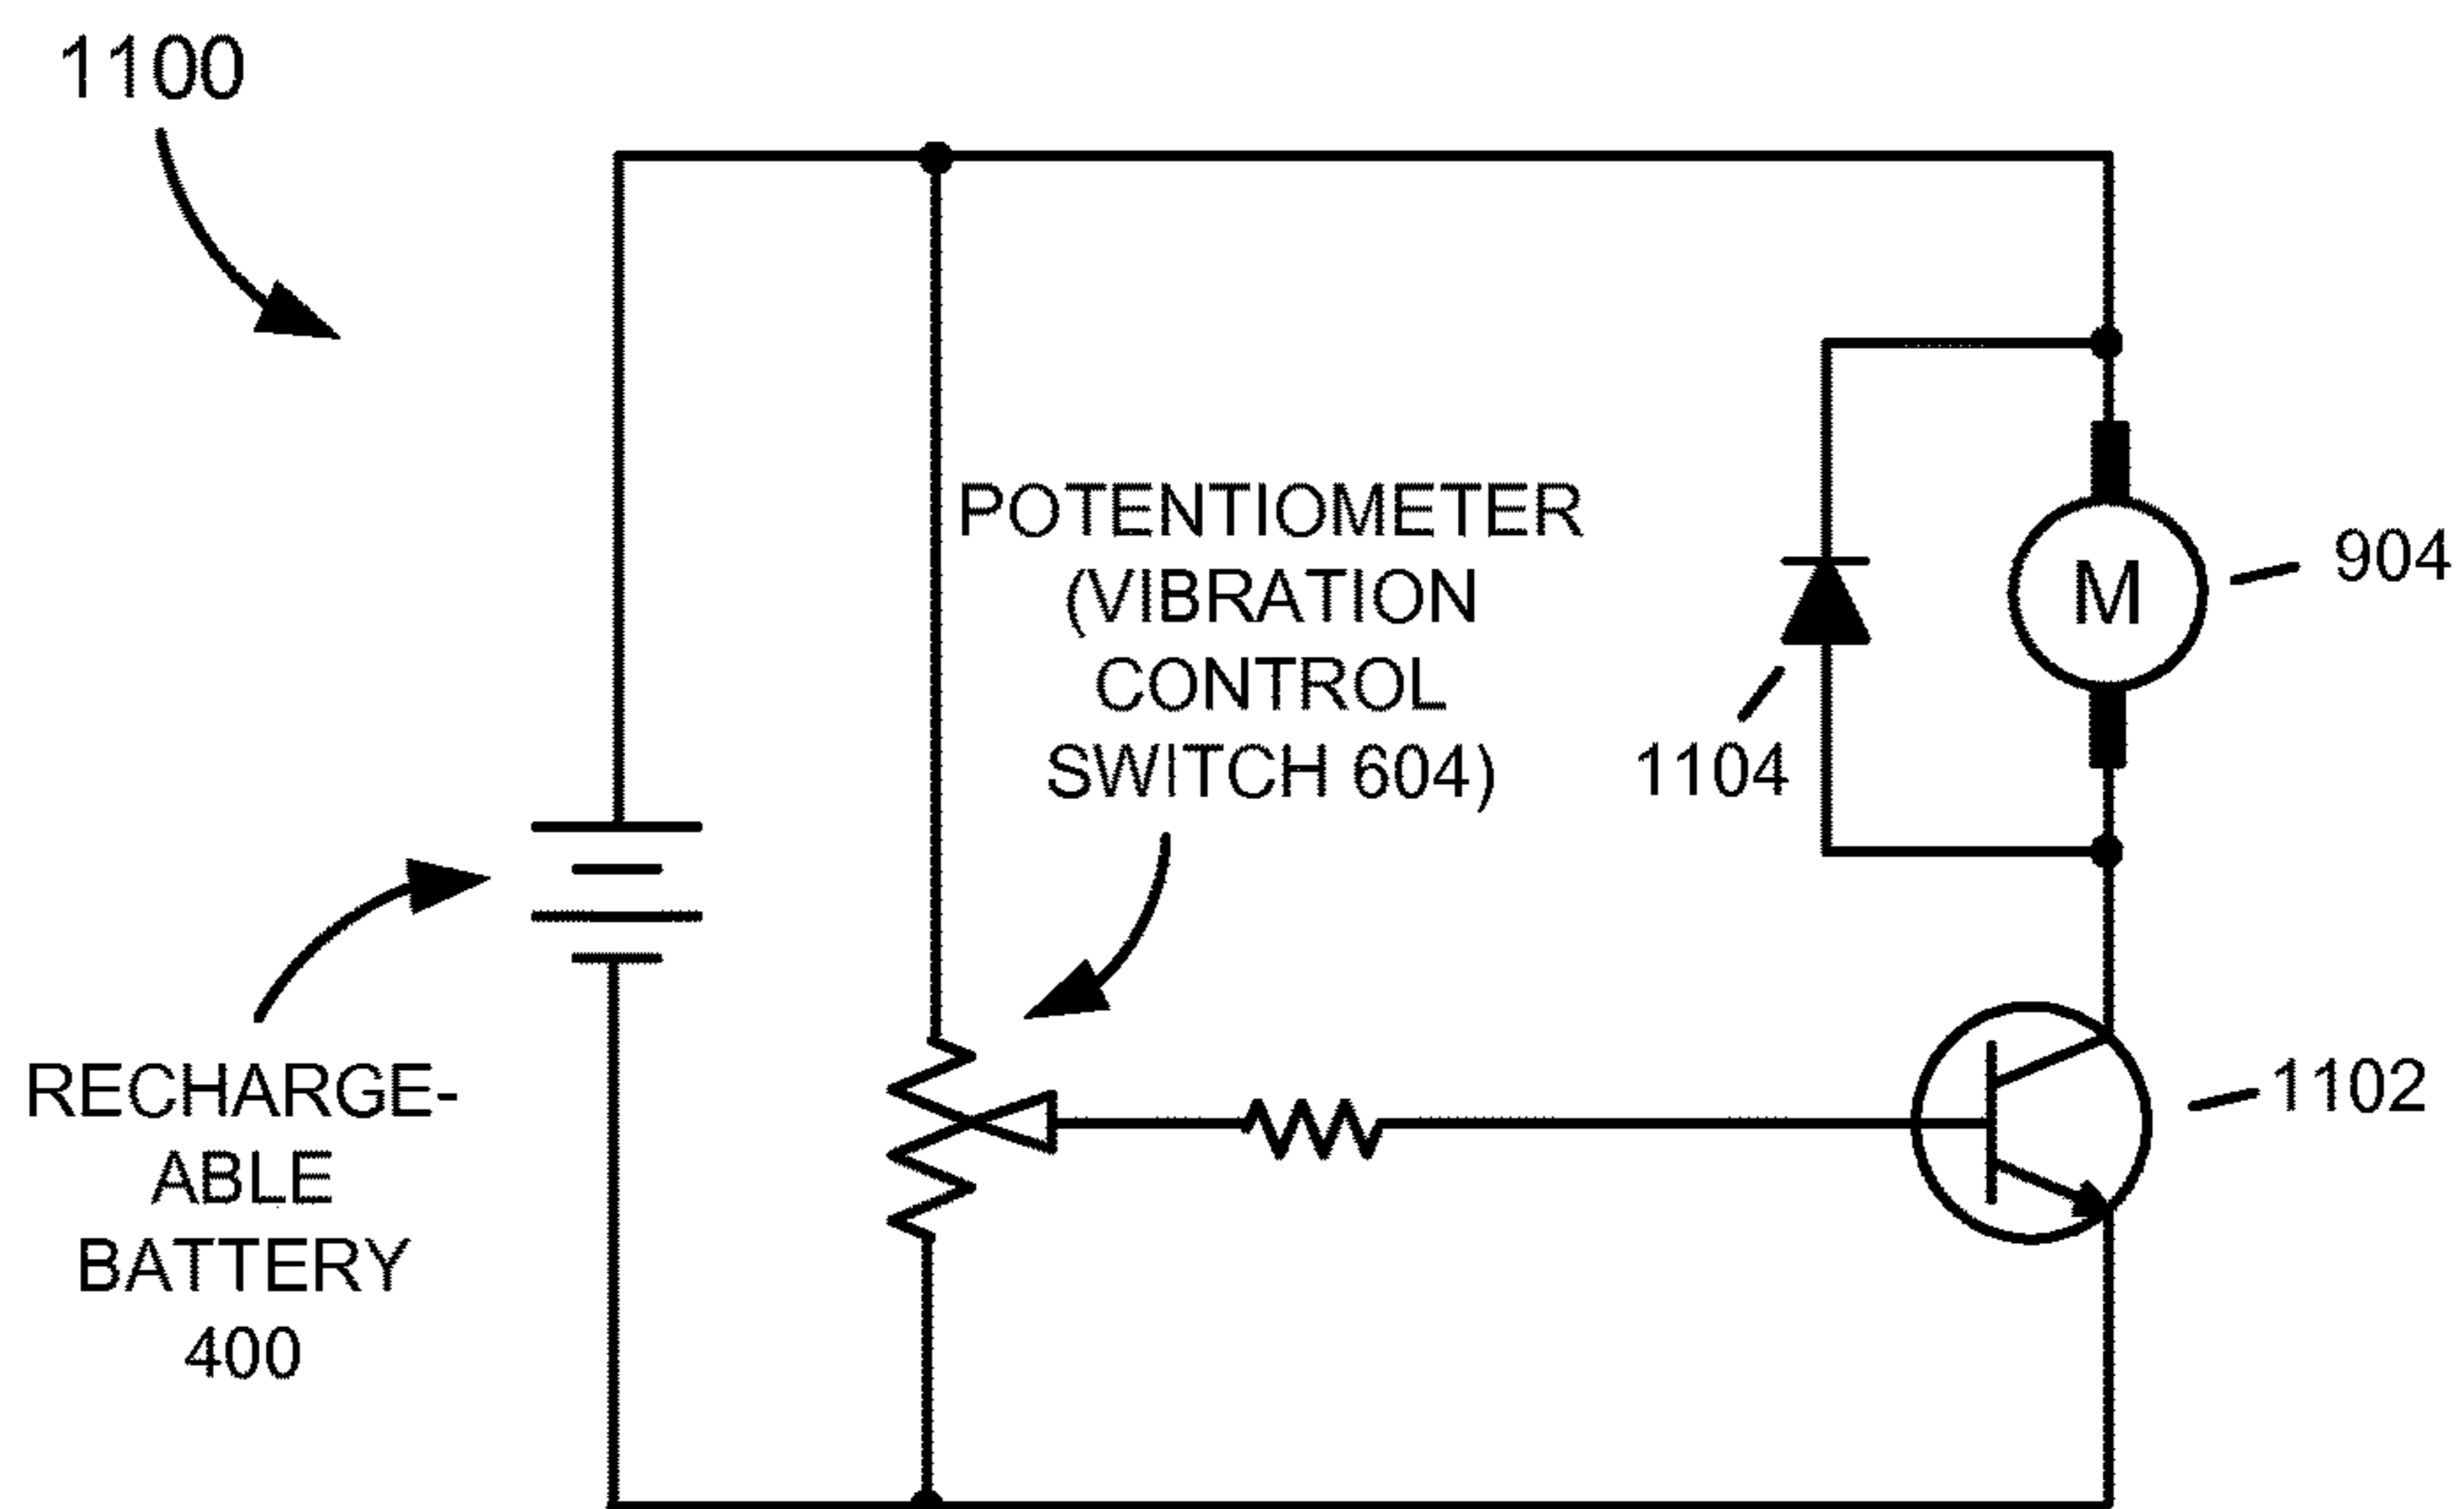 1100
POTENTIOMETER
(VIBRATION
CONTROL
SWITCH 604)
904
M
1104
1102
RECHARGE-
ABLE
BATTERY
400